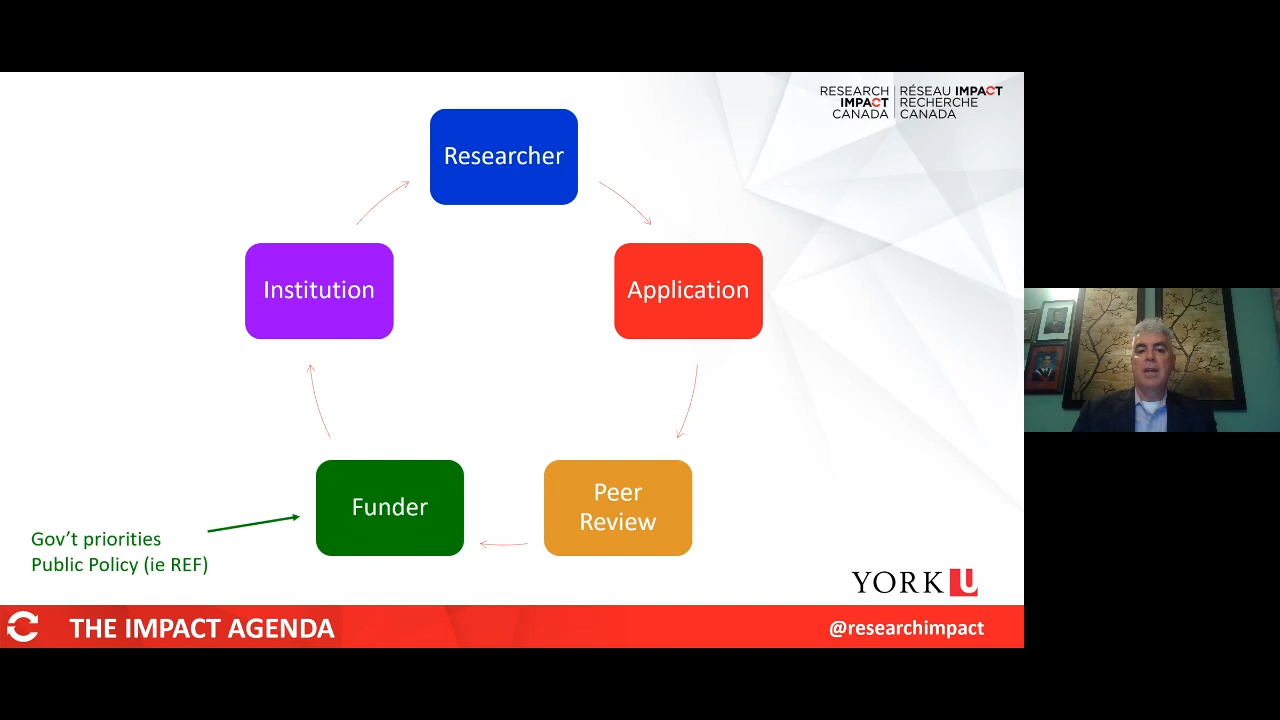 RESEARCH
IMPACT
CANADA
RÉSEAU IMPACT
RECHERCHE
CANADA
Researcher
Institution
Application
Funder
Peer
Review
Gov’t priorities
Public Policy (ie REF)
YORK U
THE IMPACT AGENDA
@researchimpact